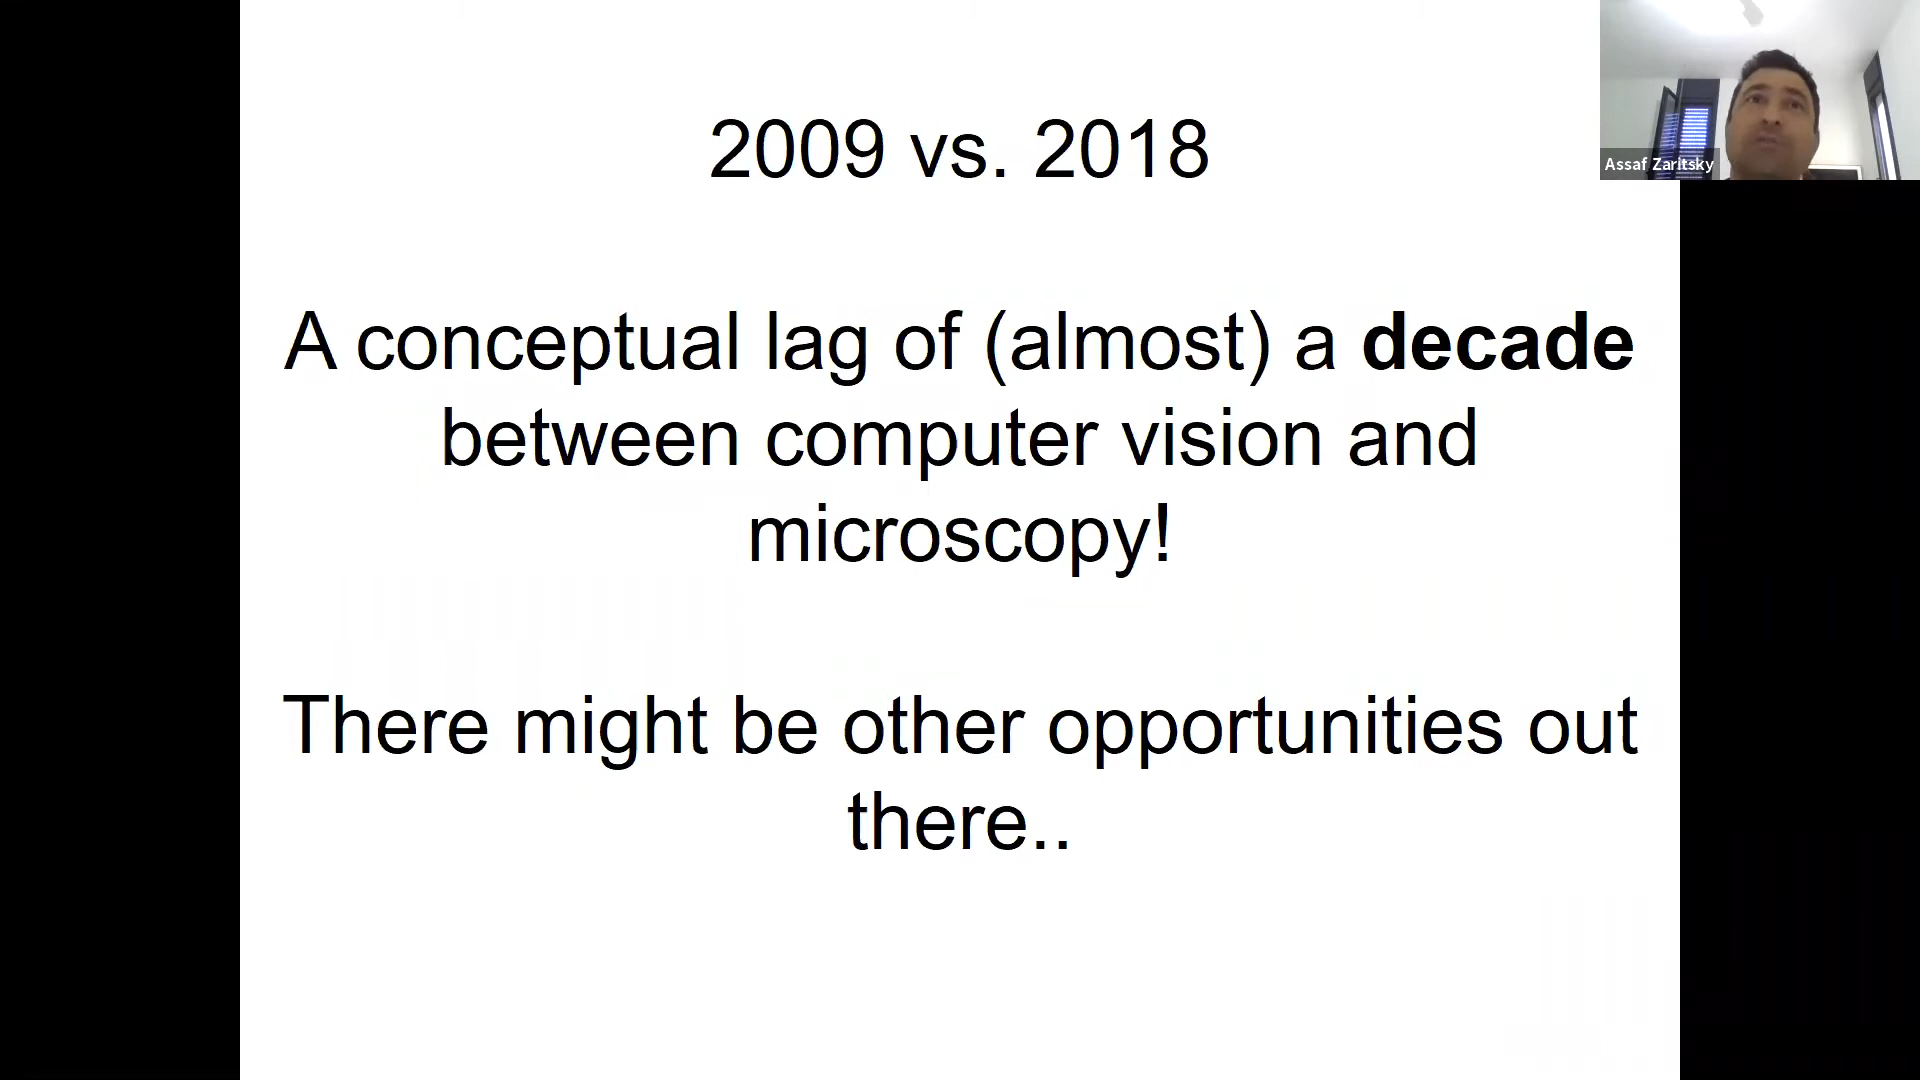 2009 vs. 2018
A conceptual lag of (almost) a decade
between computer vision and
microscopy!
There might be other opportunities out
there..
Assaf Zaritsky